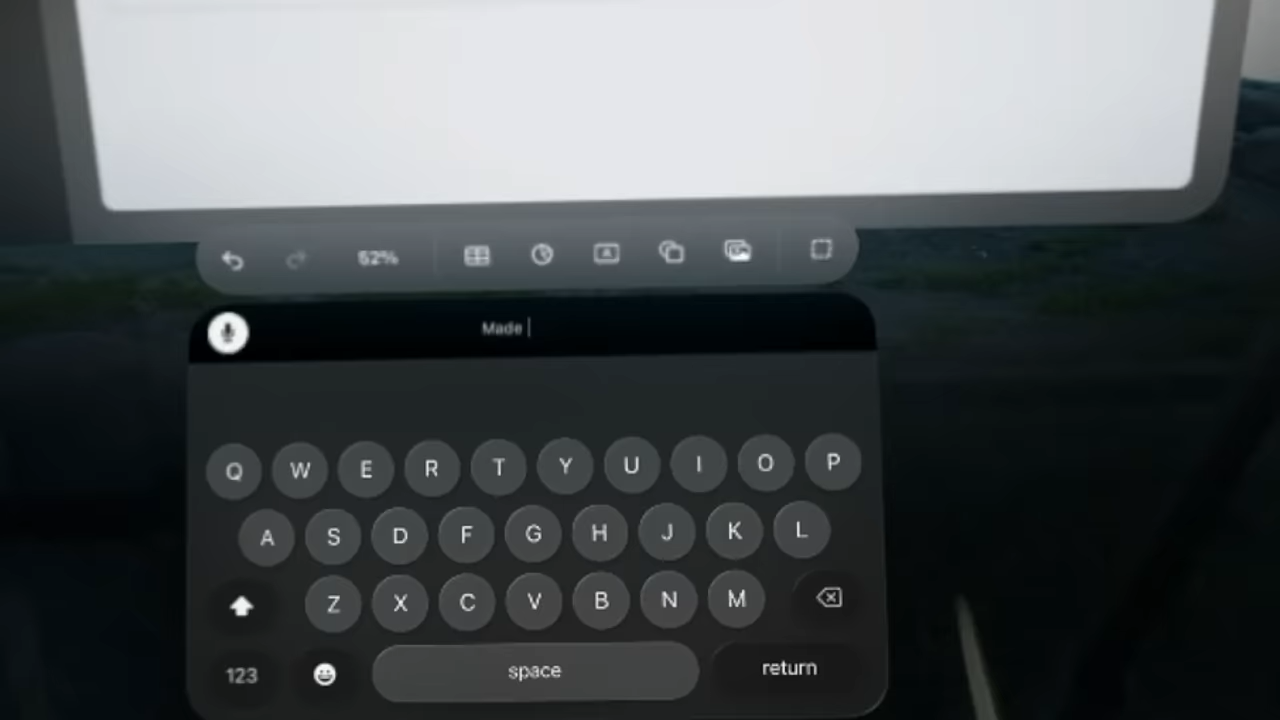 52%
Made
Q W E R T Y U I O P
A S D F G H J K L
Z X C V B N M
123 space return